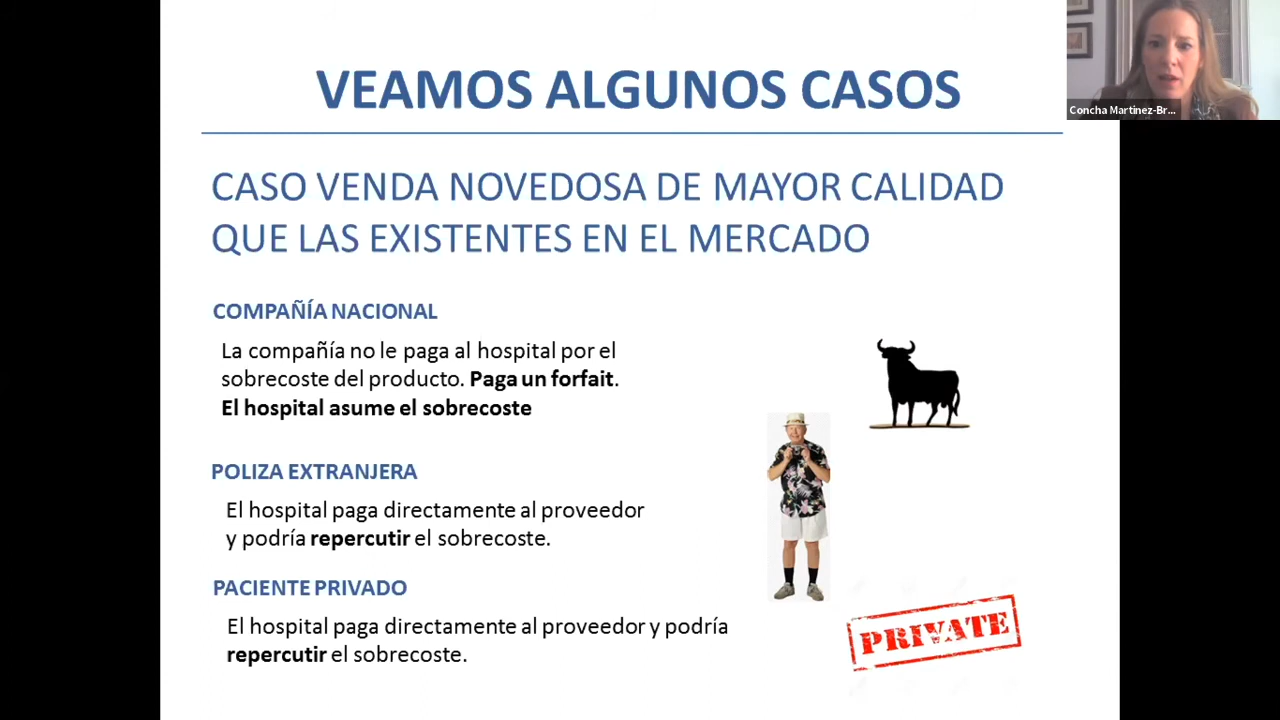 VEAMOS ALGUNOS CASOS
CASO VENDA NOVEDOSA DE MAYOR CALIDAD
QUE LAS EXISTENTES EN EL MERCADO
COMPAÑÍA NACIONAL
La compañía no le paga al hospital por el
sobrecoste del producto. Paga un forfait.
El hospital asume el sobrecoste
POLIZA EXTRANJERA
El hospital paga directamente al proveedor
y podría repercutir el sobrecoste.
PACIENTE PRIVADO
El hospital paga directamente al proveedor y podría
repercutir el sobrecoste.
PRIVATE
Concha Martinez-Br...